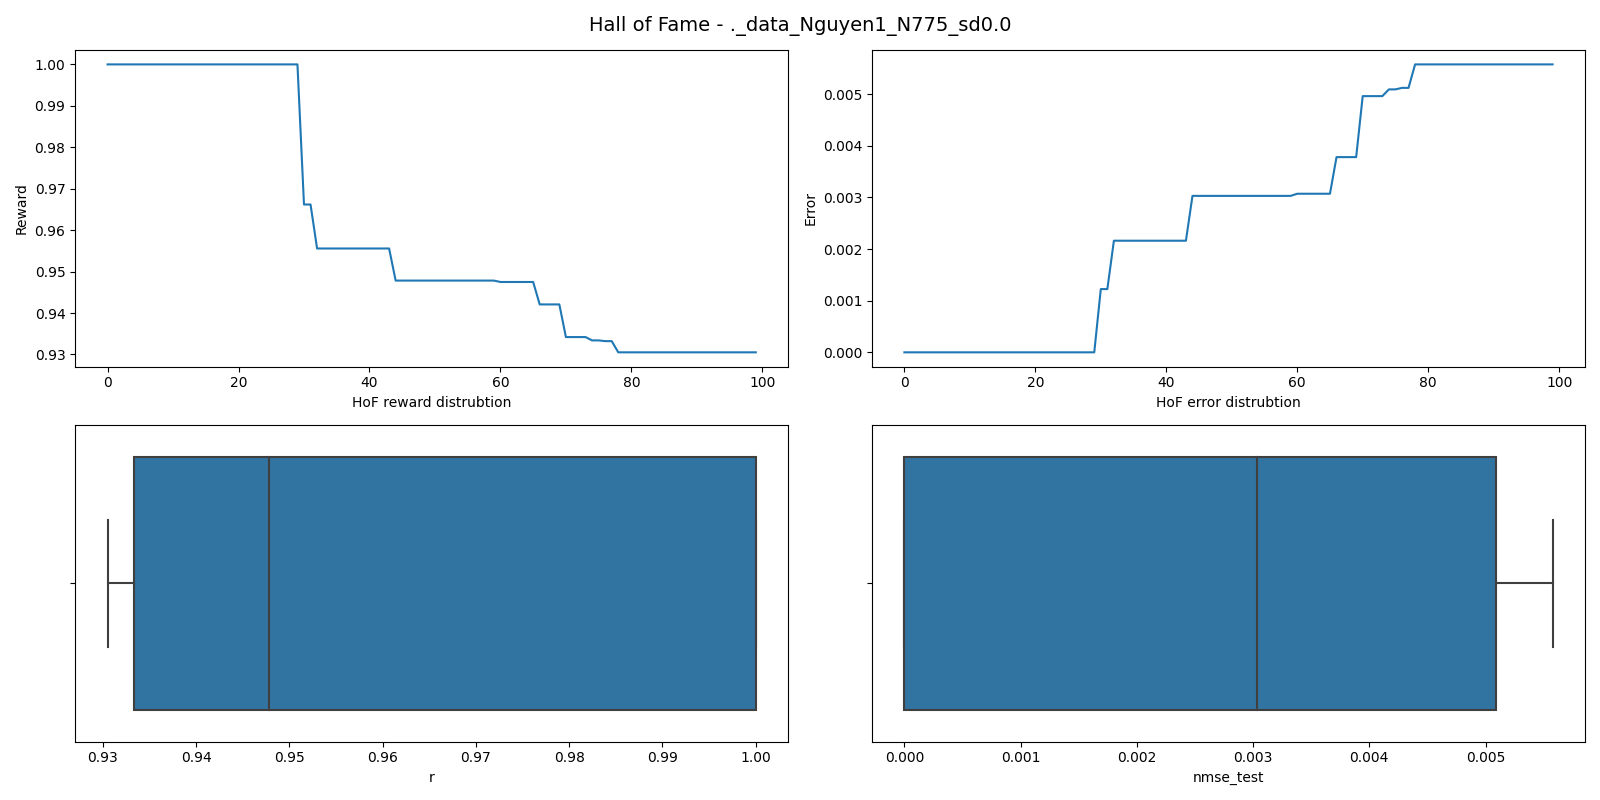 Hall of Fame - ._data_Nguyen1_N775_sd0.0
1.00
0.99
0.98
0.97
0.96
0.95
0.94
0.93
Reward
0 20 40 60 80 100
HoF reward distrubtion
0.005
0.004
0.003
0.002
0.001
0.000
Error
0 20 40 60 80 100
HoF error distrubtion
0.93 0.94 0.95 0.96 0.97 0.98 0.99 1.00
r
0.000 0.001 0.002 0.003 0.004 0.005
nmse_test